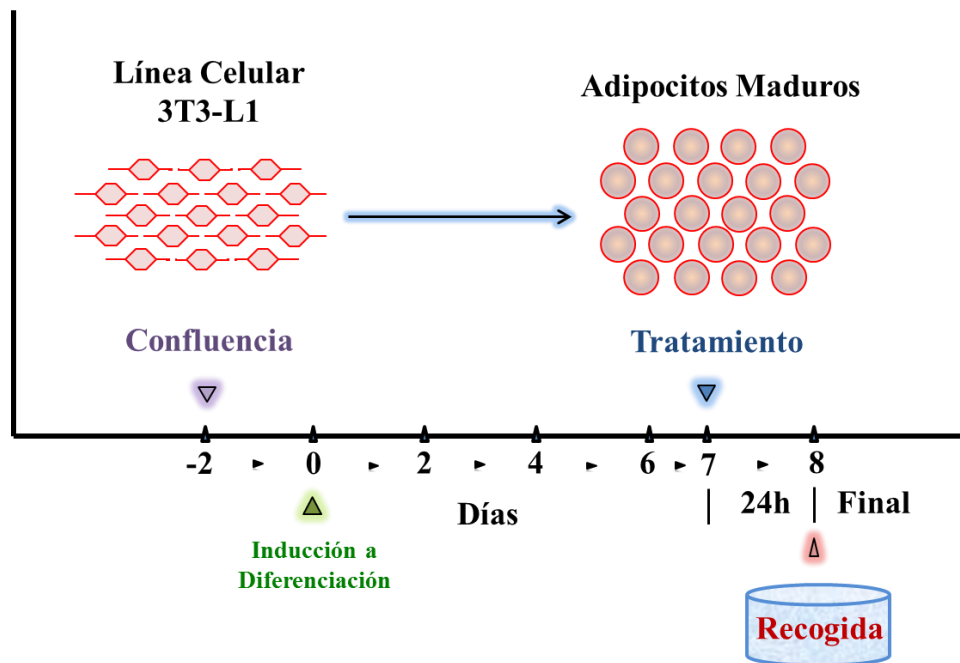 Línea Celular
3T3-L1
Adipocitos Maduros
Confluencia
Tratamiento
-2 0 2 4 6 7 8
Días
24h
Final
Inducción a
Diferenciación
Recogida